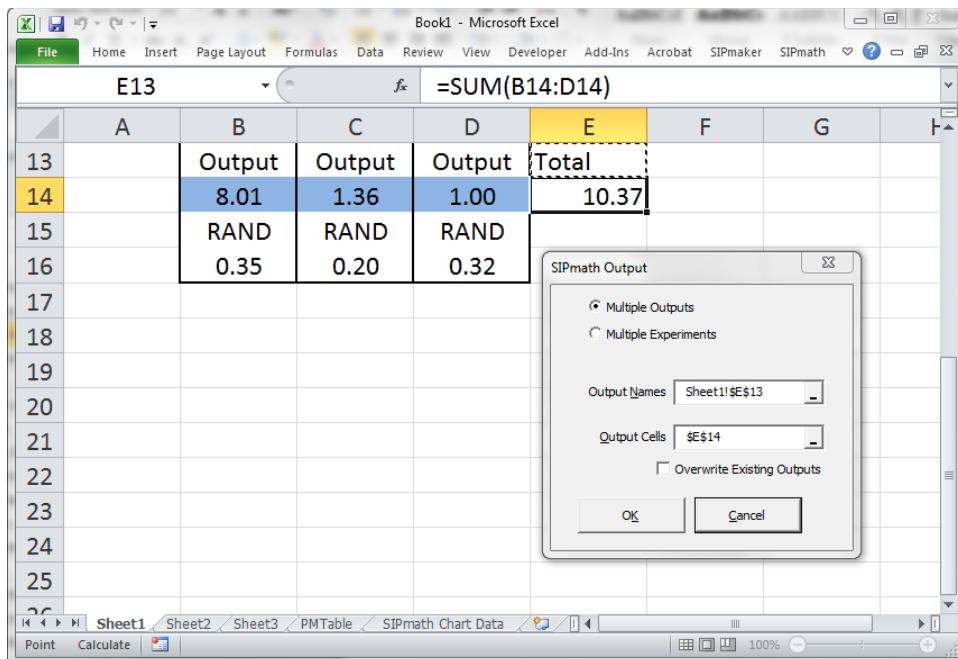 Book1 - Microsoft Excel
File Home Insert Page Layout Formulas Data Review View Developer Add-Ins Acrobat SIPmaker SIPmath
E13 fx =SUM(B14:D14)
A B C D E F G H
13 Output Output Output Total
14 8.01 1.36 1.00 10.37
15 RAND RAND RAND
16 0.35 0.20 0.32
SIPmath Output
17
Multiple Outputs
18
Multiple Experiments
19
Output Names Sheet1!$E$13
20
21
Output Cells $E$14
22
Overwrite Existing Outputs
23
OK Cancel
24
25
Sheet1 Sheet2 Sheet3 PMTable SIPmath Chart Data
Point Calculate 100%